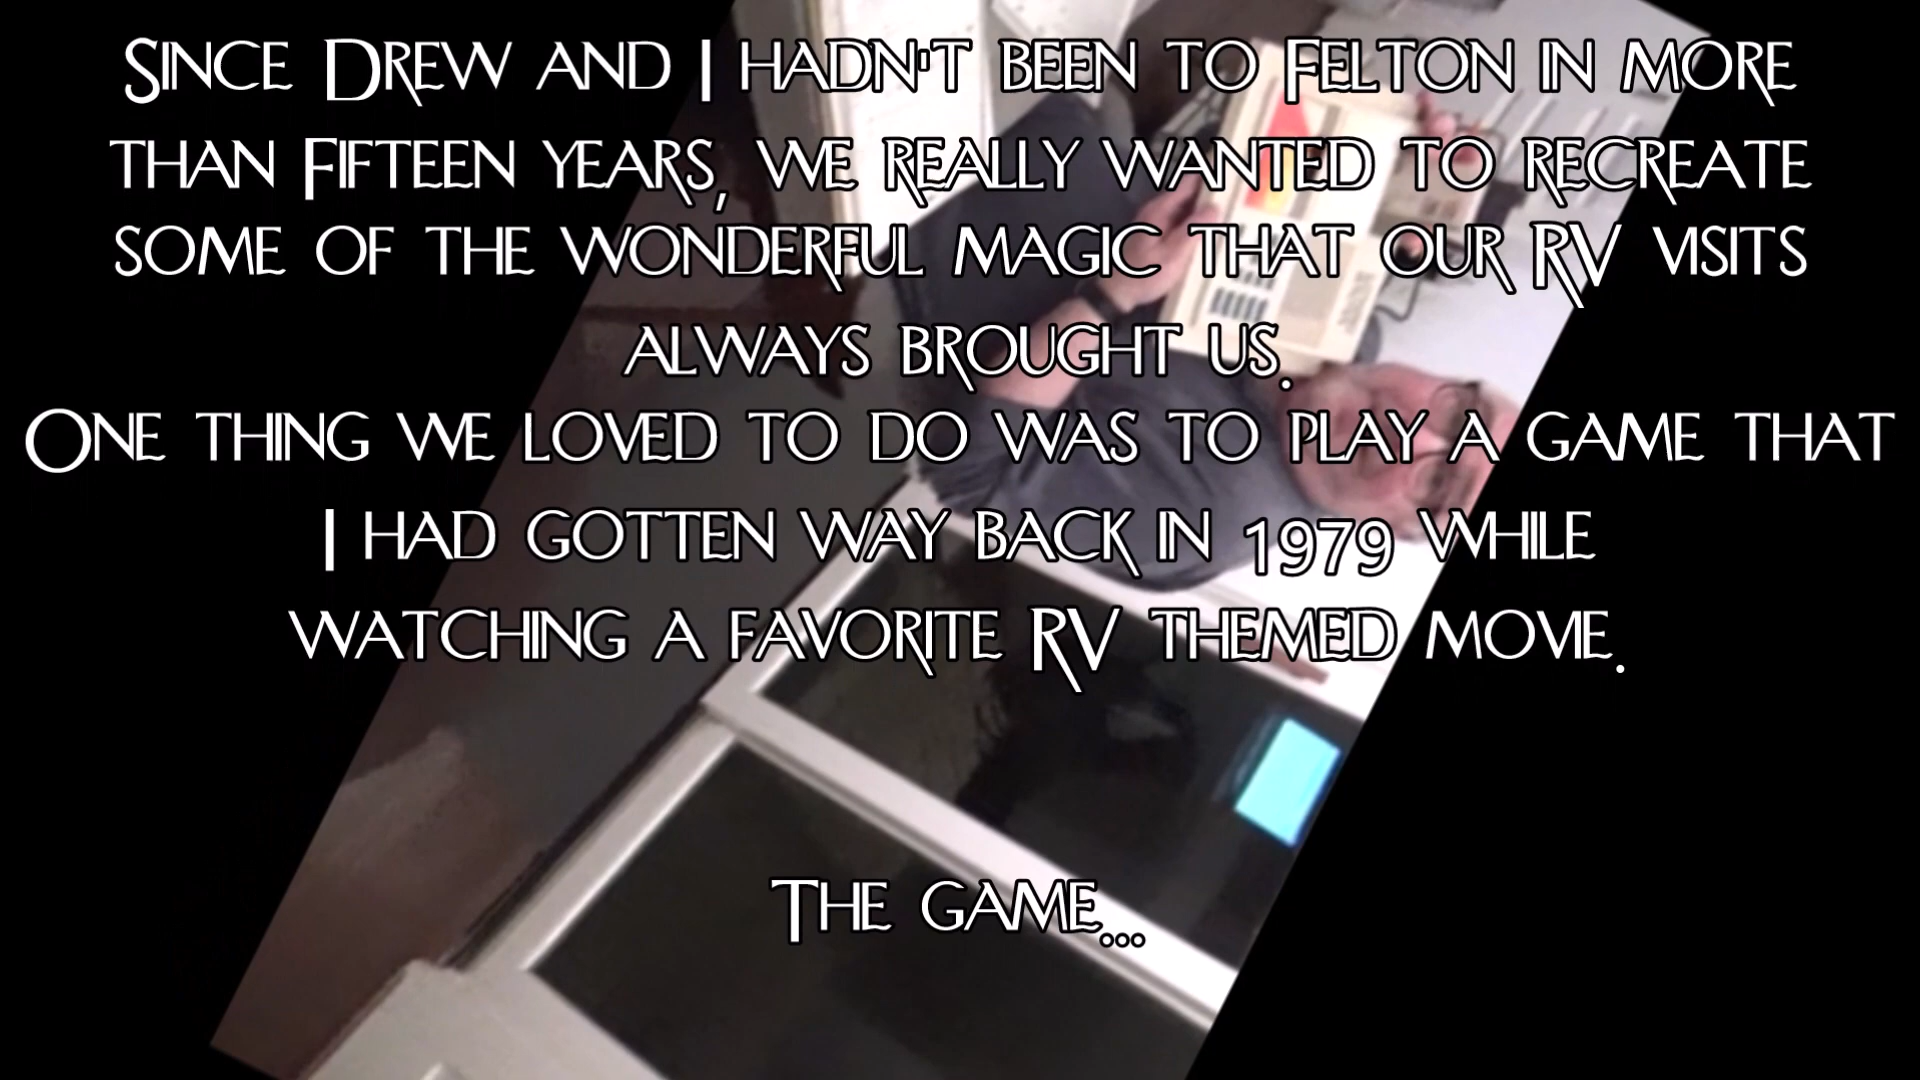 Since Drew and I hadn't been to Felton in more
than Fifteen years, we really wanted to recreate
some of the wonderful magic that our RV visits
always brought us.
One thing we loved to do was to play a game that
I had gotten way back in 1979 while
watching a favorite RV themed movie.
The game...